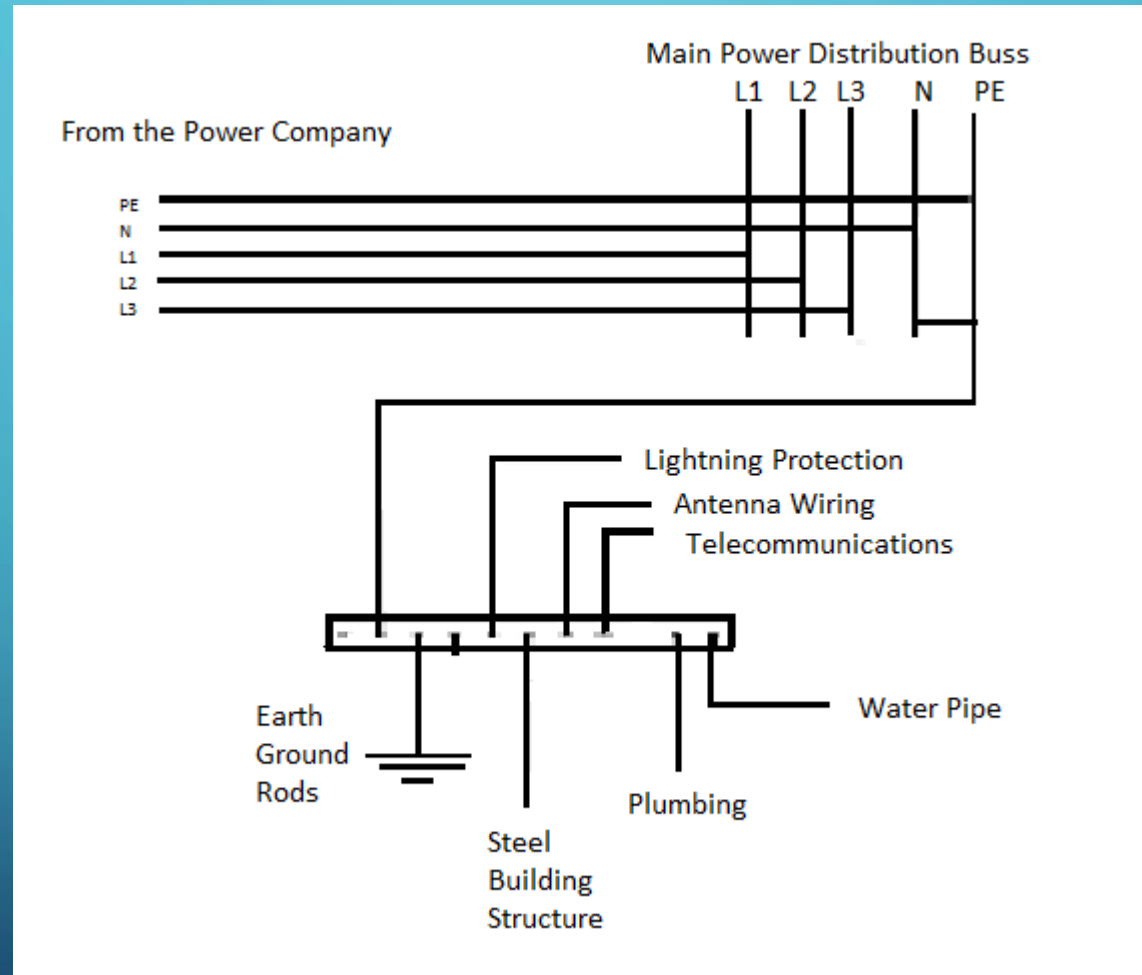 Main Power Distribution Buss
L1 L2 L3 N PE
From the Power Company
PE
N
L1
L2
L3
Lightning Protection
Antenna Wiring
Telecommunications
Earth
Ground
Rods
Water Pipe
Plumbing
Steel
Building
Structure